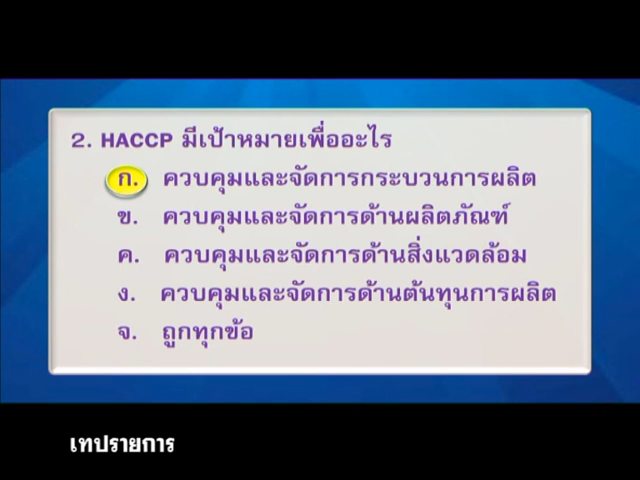 2. HACCP มีเป้าหมายเพื่ออะไร
ก. ควบคุมและจัดการกระบวนการผลิต
ข. ควบคุมและจัดการด้านผลิตภัณฑ์
ค. ควบคุมและจัดการด้านสิ่งแวดล้อม
ง. ควบคุมและจัดการด้านต้นทุนการผลิต
จ. ถูกทุกข้อ
เทปรายการ